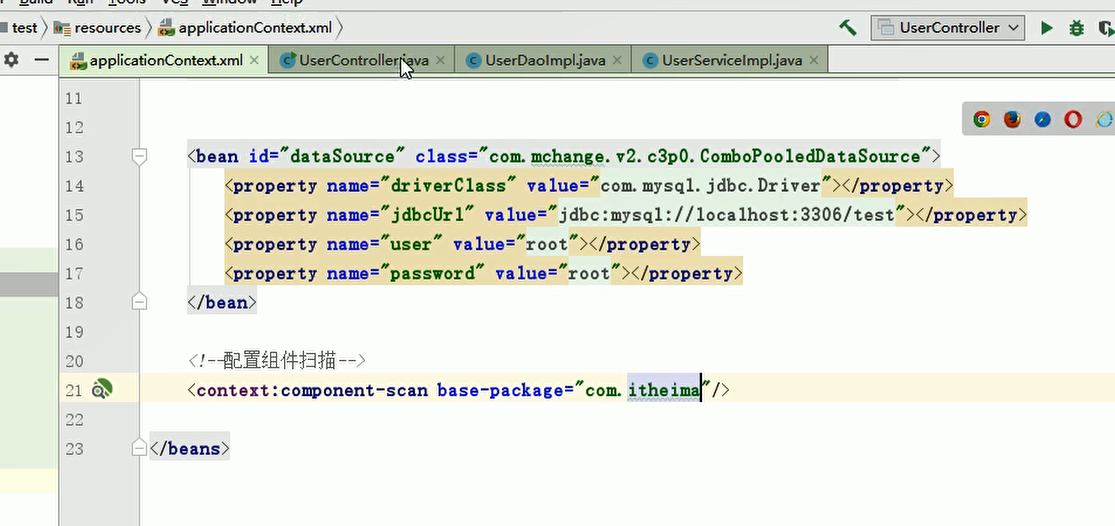 Build Run Tools VCS Window Help
test resources applicationContext.xml UserController
applicationContext.xml UserController.java UserDaoImpl.java UserServiceImpl.java
11
12
13 <bean id="dataSource" class="com.mchange.v2.c3p0.ComboPooledDataSource">
14 <property name="driverClass" value="com.mysql.jdbc.Driver"></property>
15 <property name="jdbcUrl" value="jdbc:mysql://localhost:3306/test"></property>
16 <property name="user" value="root"></property>
17 <property name="password" value="root"></property>
18 </bean>
19
20 <!--配置组件扫描-->
21 <context:component-scan base-package="com.itheima"/>
22
23 </beans>